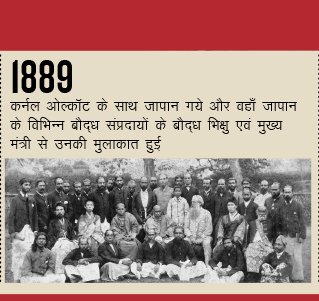 1889
कर्नल ओल्कॉट के साथ जापान गये और वहाँ जापान
के विभिन्न बौद्ध संप्रदायों के बौद्ध भिक्षु एवं मुख्य
मंत्री से उनकी मुलाकात हुई